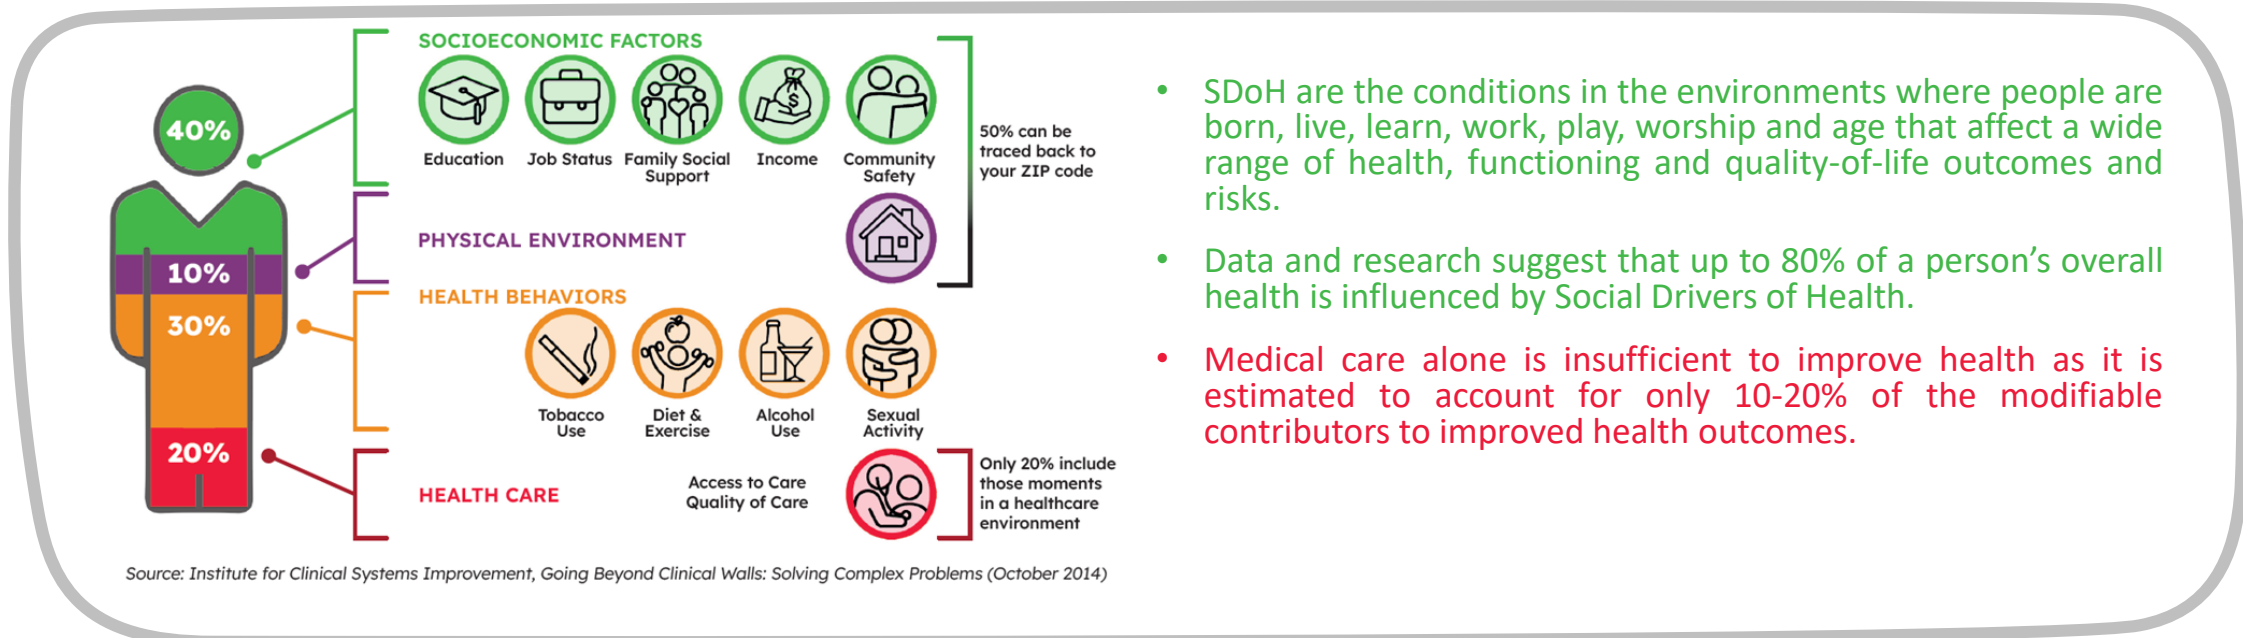 SOCIOECONOMIC FACTORS
40%
Education
Job Status
Family Social
Support
Income
Community
Safety
50% can be
traced back to
your ZIP code
PHYSICAL ENVIRONMENT
10%
HEALTH BEHAVIORS
30%
Tobacco
Use
Diet &
Exercise
Alcohol
Use
Sexual
Activity
20%
HEALTH CARE
Access to Care
Quality of Care
Only 20% include
those moments
in a healthcare
environment
Source: Institute for Clinical Systems Improvement, Going Beyond Clinical Walls: Solving Complex Problems (October 2014)
• SDoH are the conditions in the environments where people are
born, live, learn, work, play, worship and age that affect a wide
range of health, functioning and quality-of-life outcomes and
risks.
• Data and research suggest that up to 80% of a person’s overall
health is influenced by Social Drivers of Health.
• Medical care alone is insufficient to improve health as it is
estimated to account for only 10-20% of the modifiable
contributors to improved health outcomes.